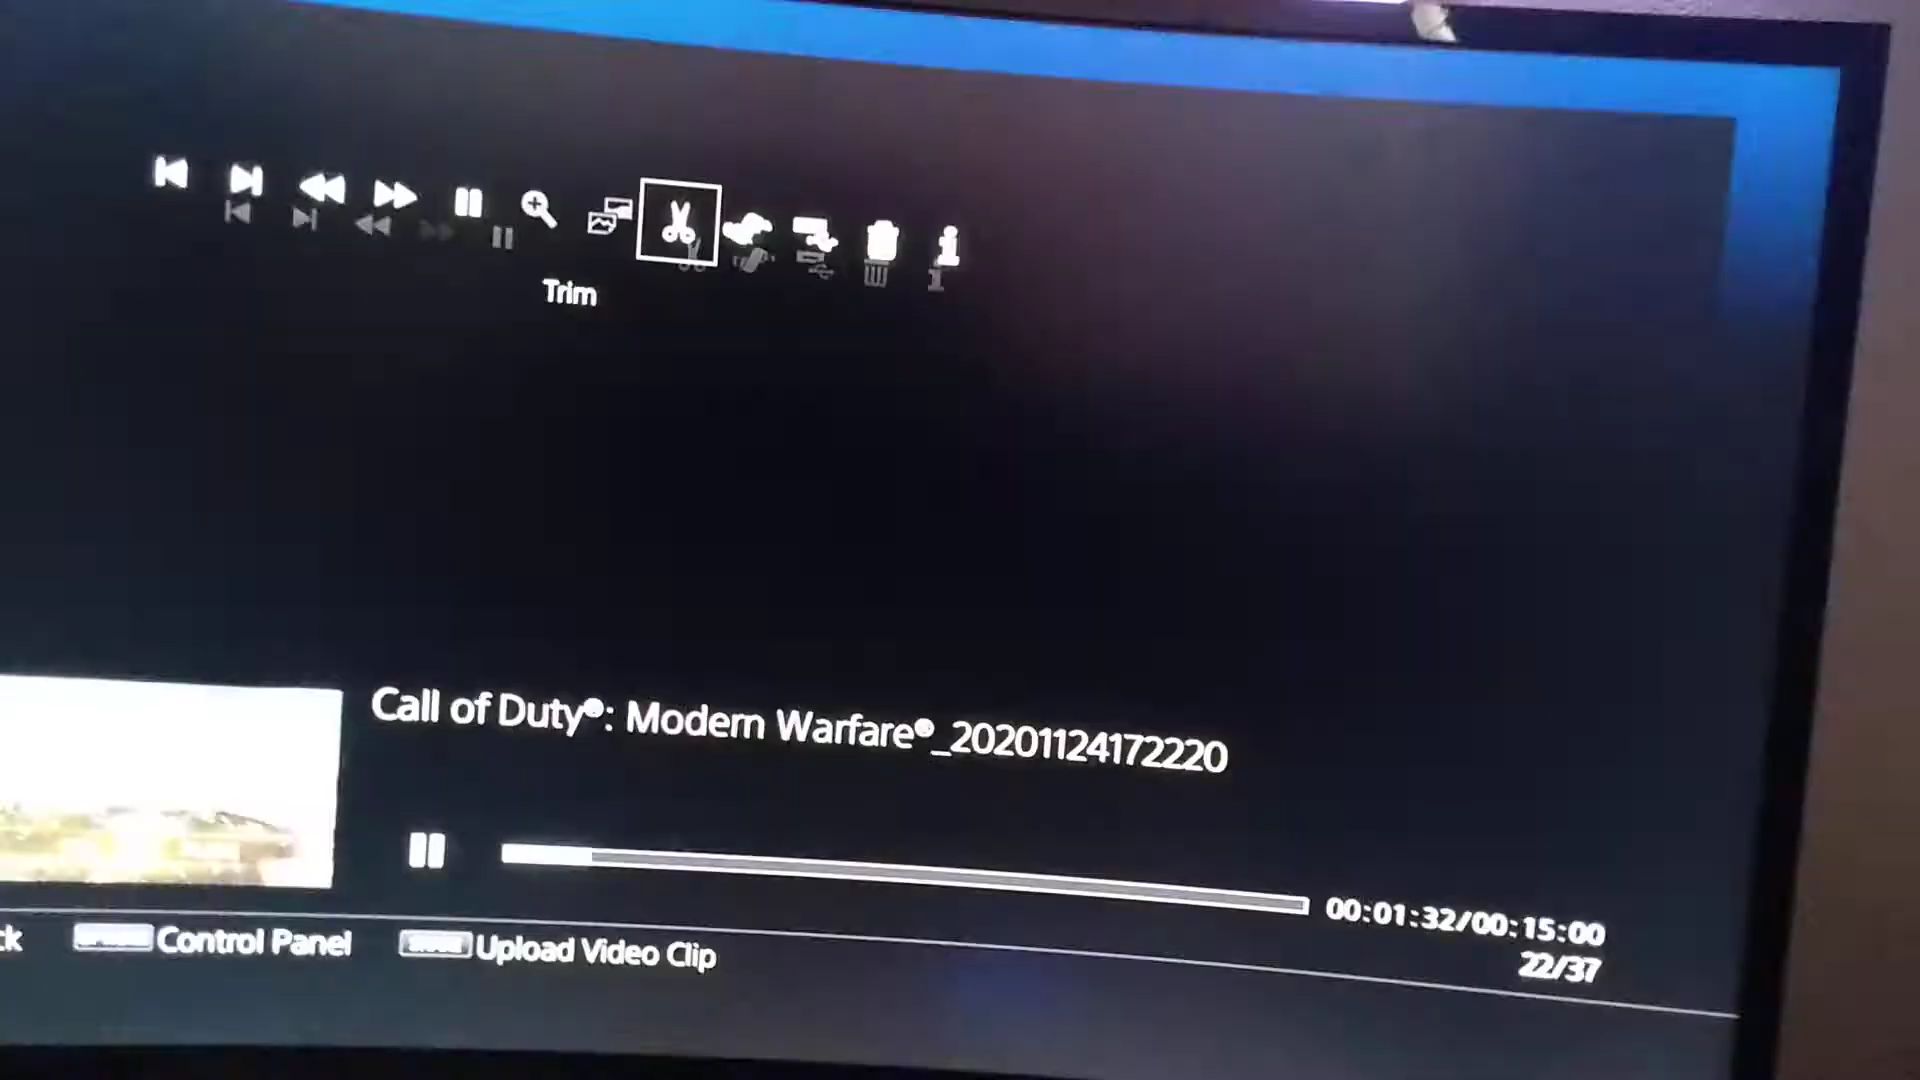 Trim
Call of Duty®: Modern Warfare®_20201124172220
00:01:32/00:15:00
22/37
ck Control Panel Upload Video Clip